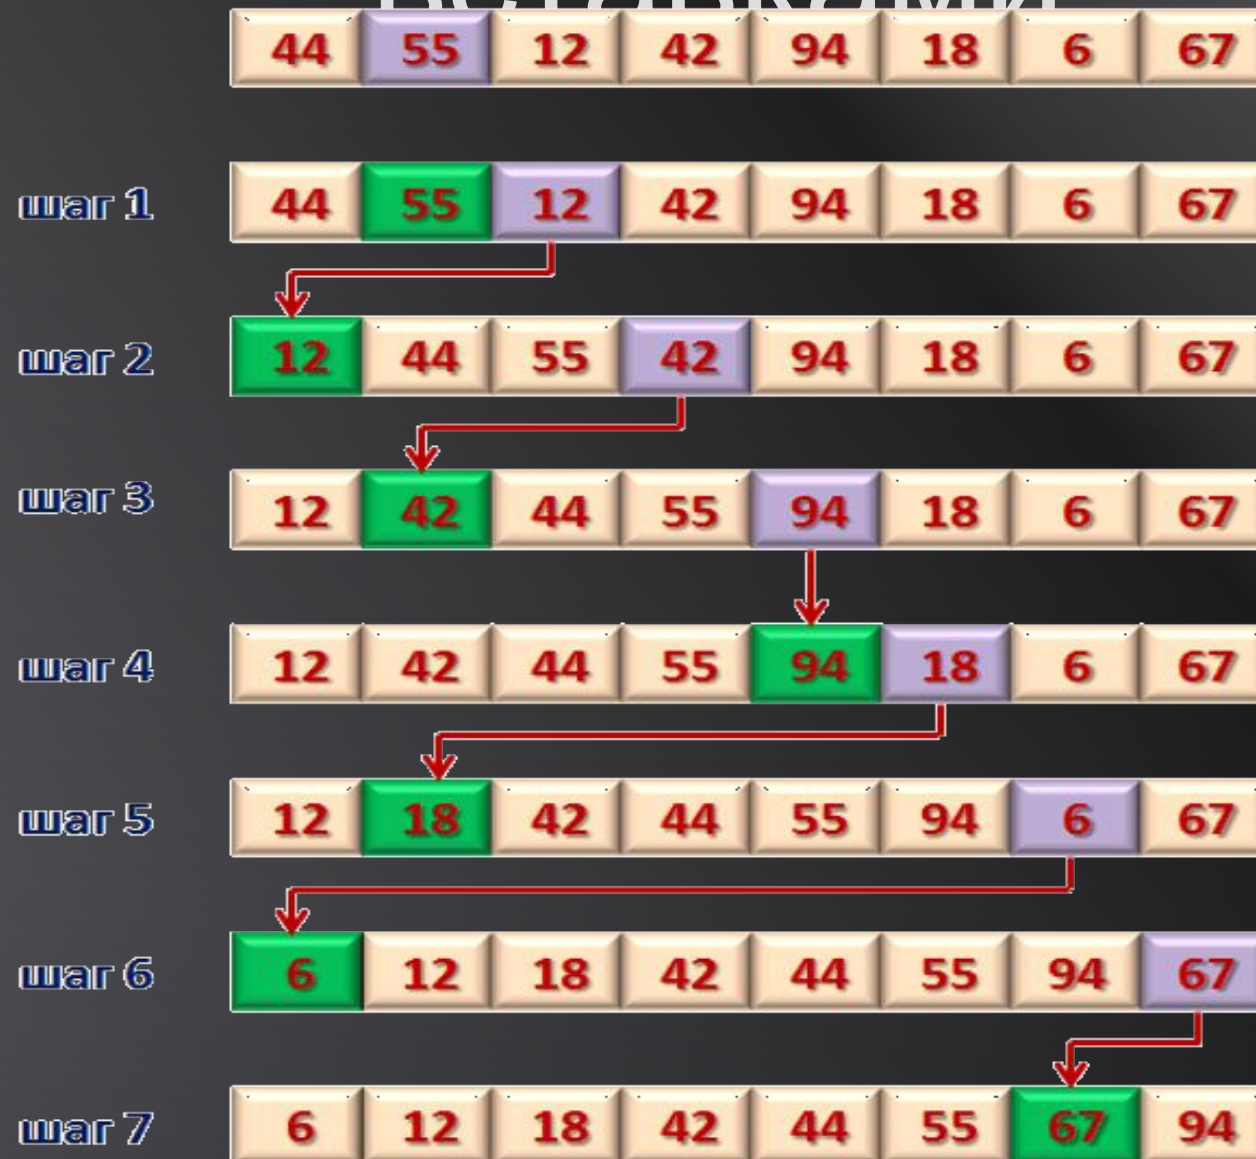 44 55 12 42 94 18 6 67
шаг 1 44 55 12 42 94 18 6 67
шаг 2 12 44 55 42 94 18 6 67
шаг 3 12 42 44 55 94 18 6 67
шаг 4 12 42 44 55 94 18 6 67
шаг 5 12 18 42 44 55 94 6 67
шаг 6 6 12 18 42 44 55 94 67
шаг 7 6 12 18 42 44 55 67 94